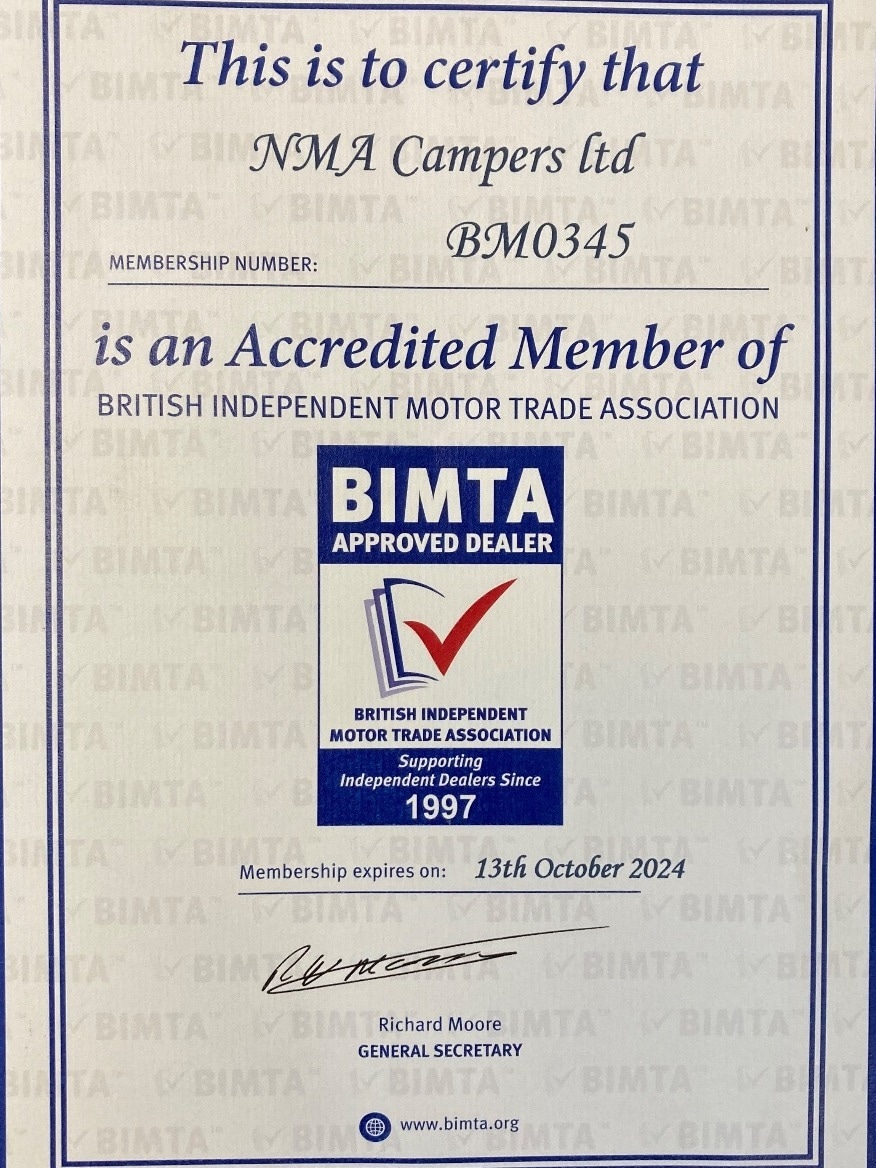 This is to certify that
NMA Campers ltd
BM0345
MEMBERSHIP NUMBER:
is an Accredited Member of
BRITISH INDEPENDENT MOTOR TRADE ASSOCIATION
BIMTA
APPROVED DEALER
BRITISH INDEPENDENT
MOTOR TRADE ASSOCIATION
Supporting
Independent Dealers Since
1997
Membership expires on: 13th October 2024
Richard Moore
GENERAL SECRETARY
www.bimta.org